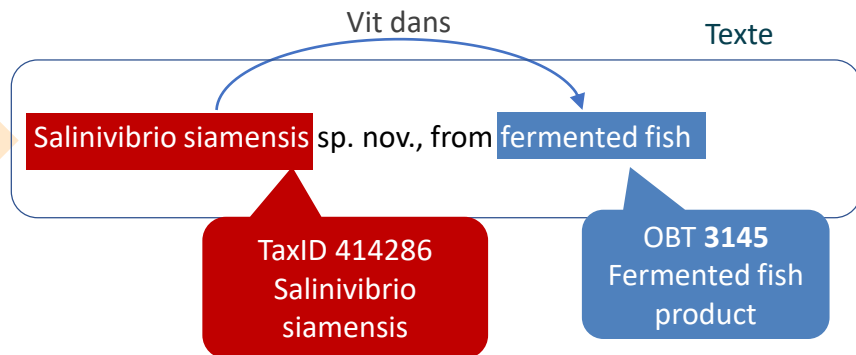 Vit dans
Texte
Salinivibrio siamensis sp. nov., from fermented fish
TaxID 414286
Salinivibrio
siamensis
OBT 3145
Fermented fish
product